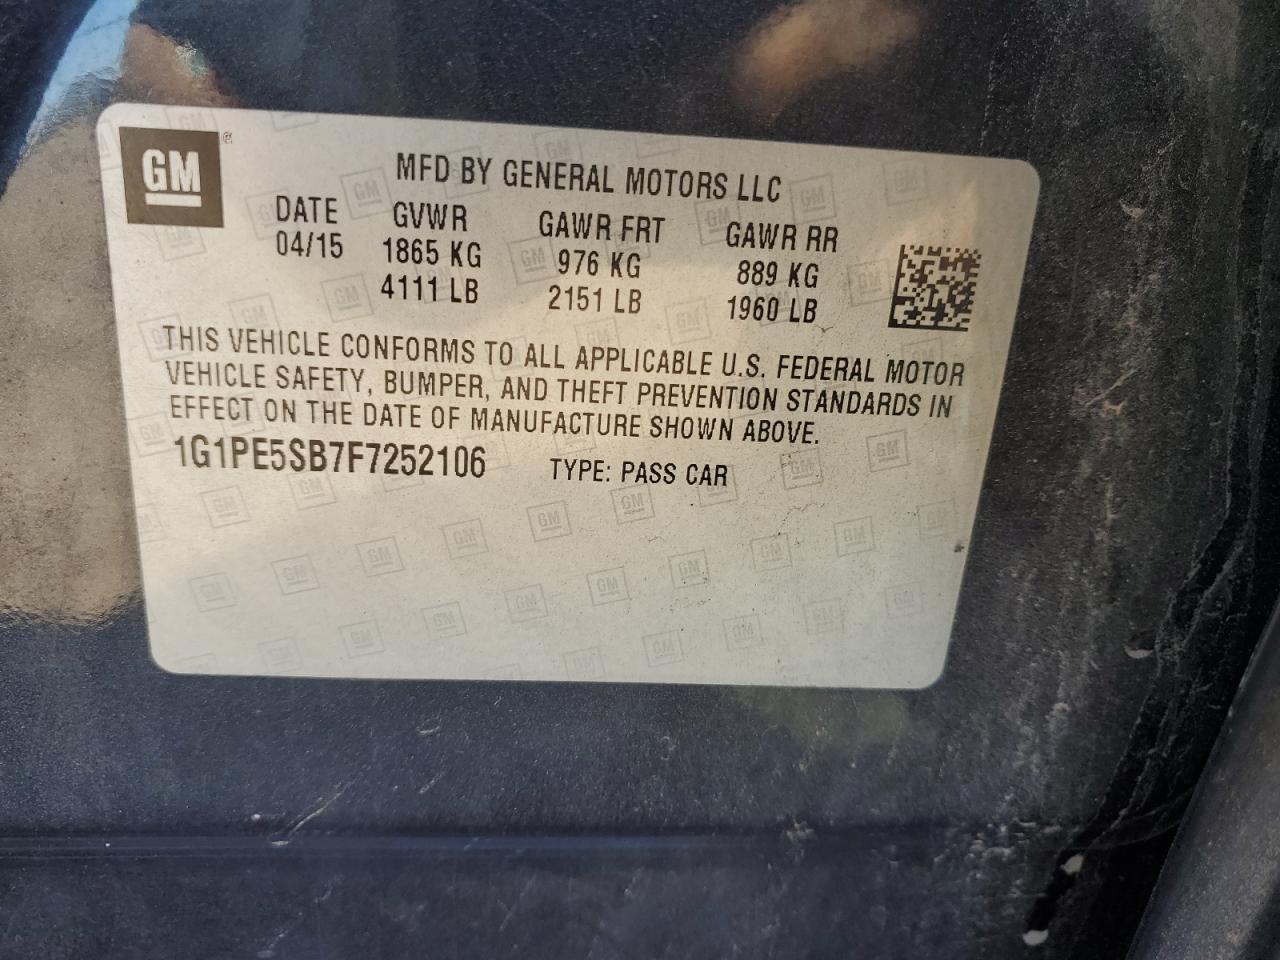 GM
MFD BY GENERAL MOTORS LLC
DATE GVWR GAWR FRT GAWR RR
04/15 1865 KG 976 KG 889 KG
4111 LB 2151 LB 1960 LB
THIS VEHICLE CONFORMS TO ALL APPLICABLE U.S. FEDERAL MOTOR
VEHICLE SAFETY, BUMPER, AND THEFT PREVENTION STANDARDS IN
EFFECT ON THE DATE OF MANUFACTURE SHOWN ABOVE.
1G1PE5SB7F7252106 TYPE: PASS CAR